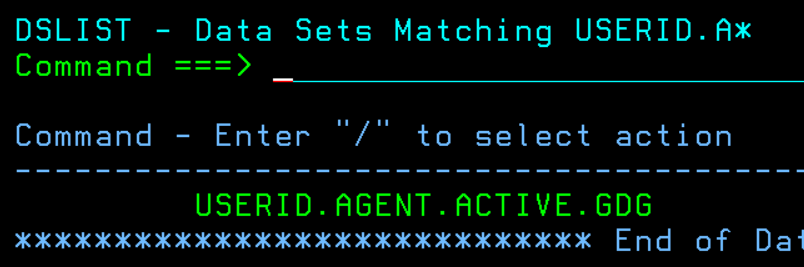 DSLIST - Data Sets Matching USERID.A*
Command ===>
Command - Enter "/" to select action
-----------------------------------------
USERID.AGENT.ACTIVE.GDG
***************************** End of Dat